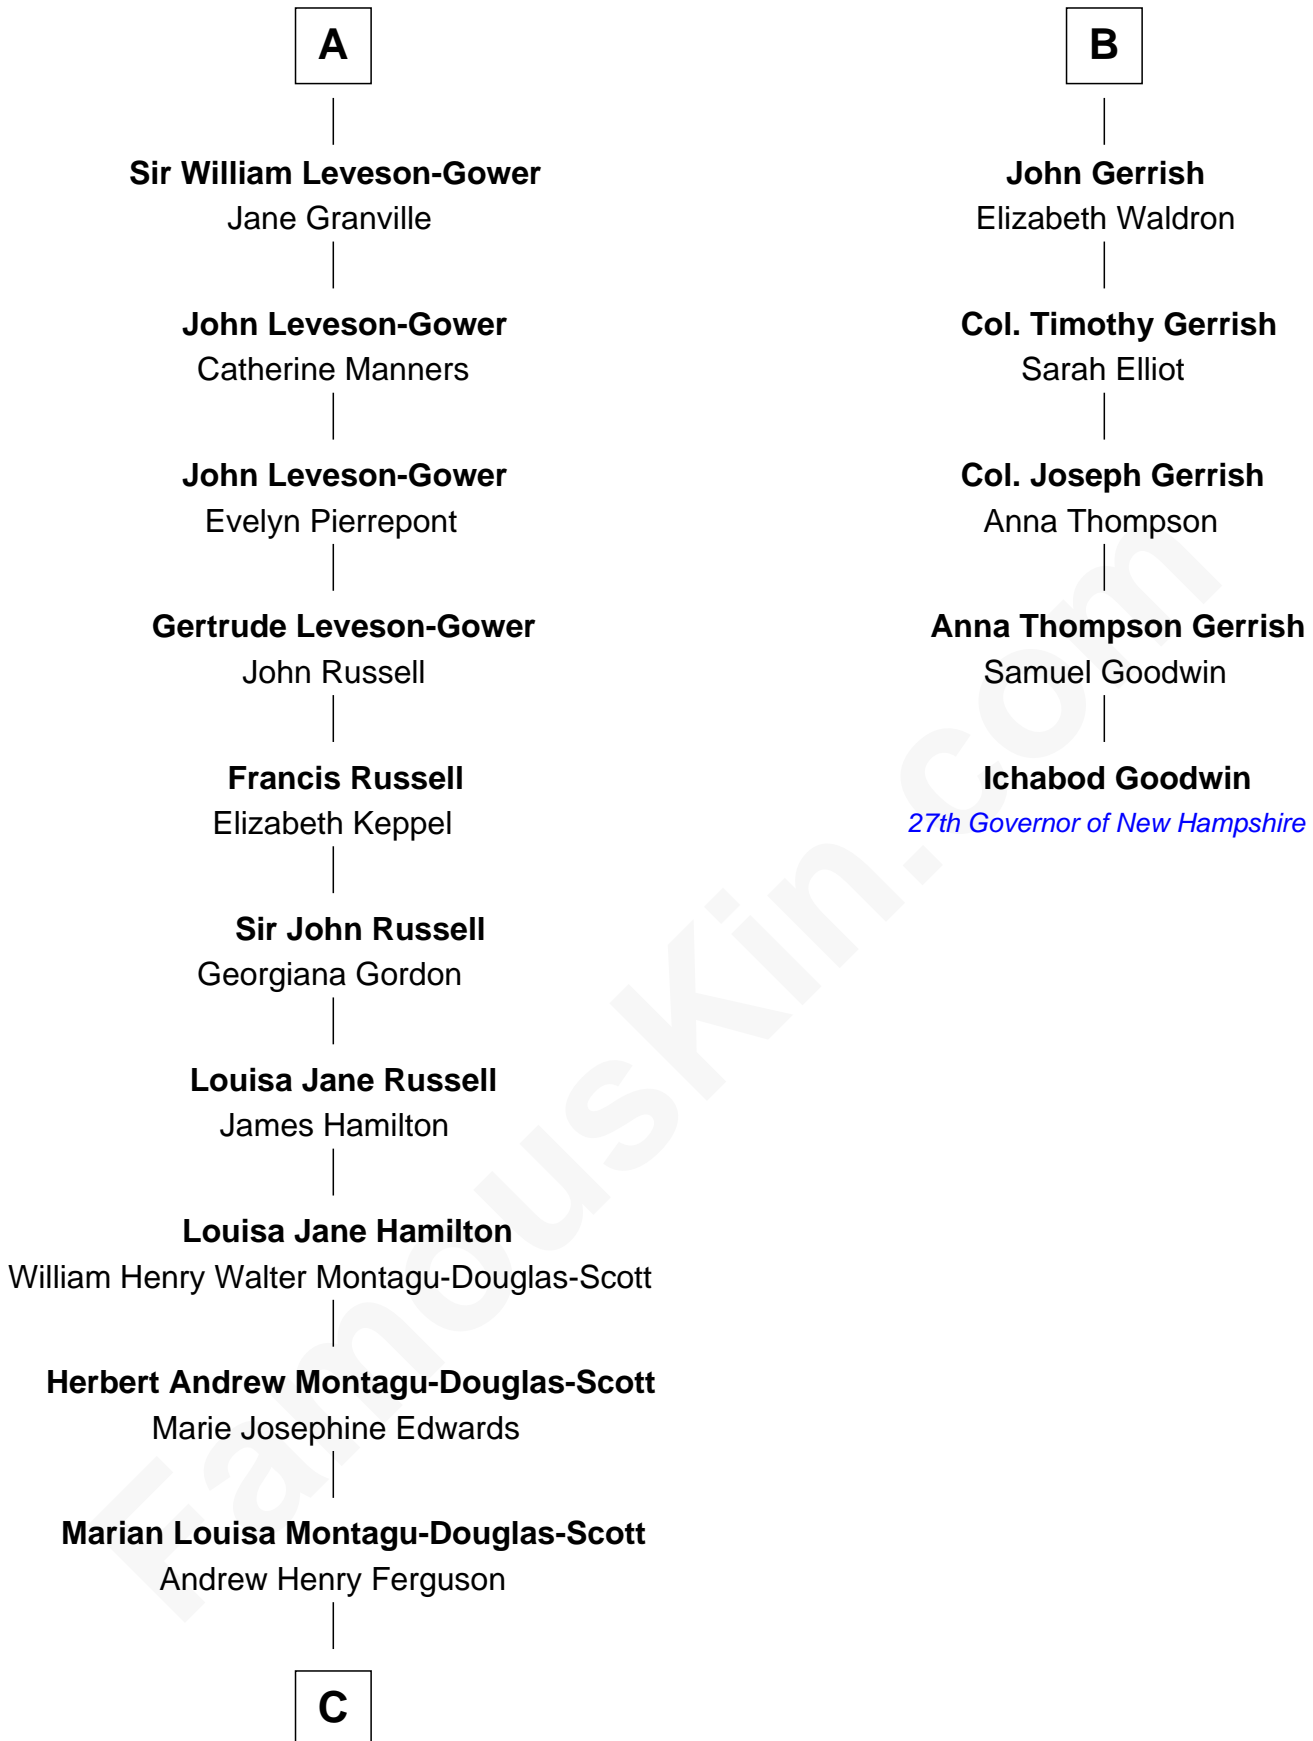 A
Sir William Leveson-Gower
Jane Granville
John Leveson-Gower
Catherine Manners
John Leveson-Gower
Evelyn Pierrepont
Gertrude Leveson-Gower
John Russell
Francis Russell
Elizabeth Keppel
Sir John Russell
Georgiana Gordon
Louisa Jane Russell
James Hamilton
Louisa Jane Hamilton
William Henry Walter Montagu-Douglas-Scott
Herbert Andrew Montagu-Douglas-Scott
Marie Josephine Edwards
Marian Louisa Montagu-Douglas-Scott
Andrew Henry Ferguson
C
B
John Gerrish
Elizabeth Waldron
Col. Timothy Gerrish
Sarah Elliot
Col. Joseph Gerrish
Anna Thompson
Anna Thompson Gerrish
Samuel Goodwin
Ichabod Goodwin
27th Governor of New Hampshire
FamousKin.com